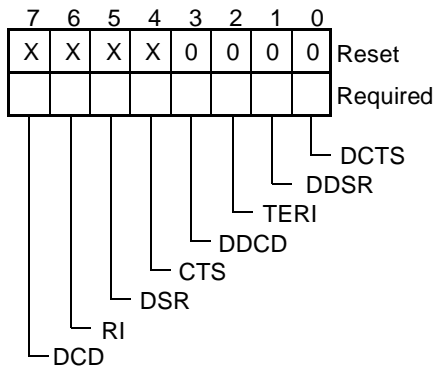 7 6 5 4 3 2 1 0
X X X X 0 0 0 0 Reset
Required
DCTS
DDSR
TERI
DDCD
CTS
DSR
RI
DCD